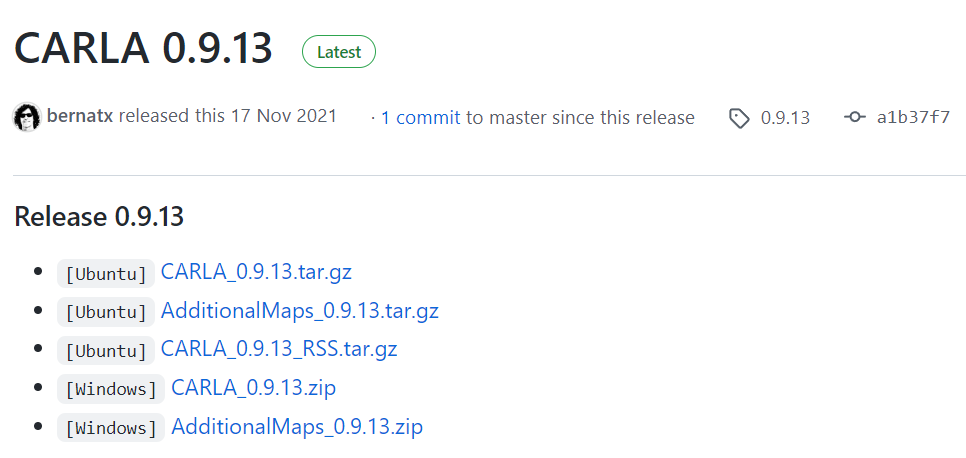 CARLA 0.9.13 Latest
bernatx released this 17 Nov 2021 · 1 commit to master since this release 0.9.13 a1b37f7
Release 0.9.13
[Ubuntu] CARLA_0.9.13.tar.gz
[Ubuntu] AdditionalMaps_0.9.13.tar.gz
[Ubuntu] CARLA_0.9.13_RSS.tar.gz
[Windows] CARLA_0.9.13.zip
[Windows] AdditionalMaps_0.9.13.zip